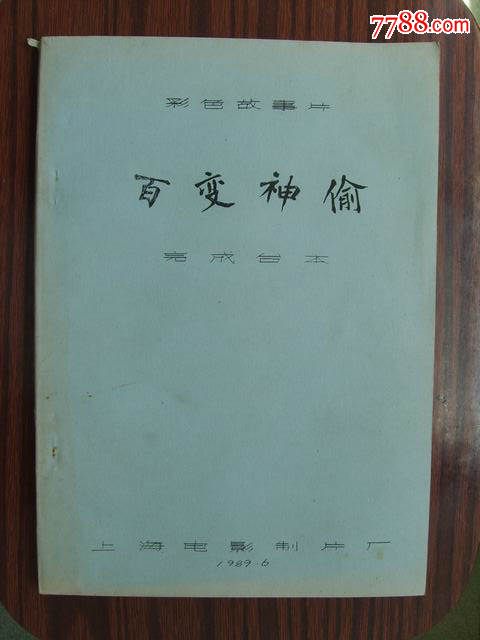 7788.com
彩色故事片
百变神偷
完成台本
上海电影制片厂
1989.6